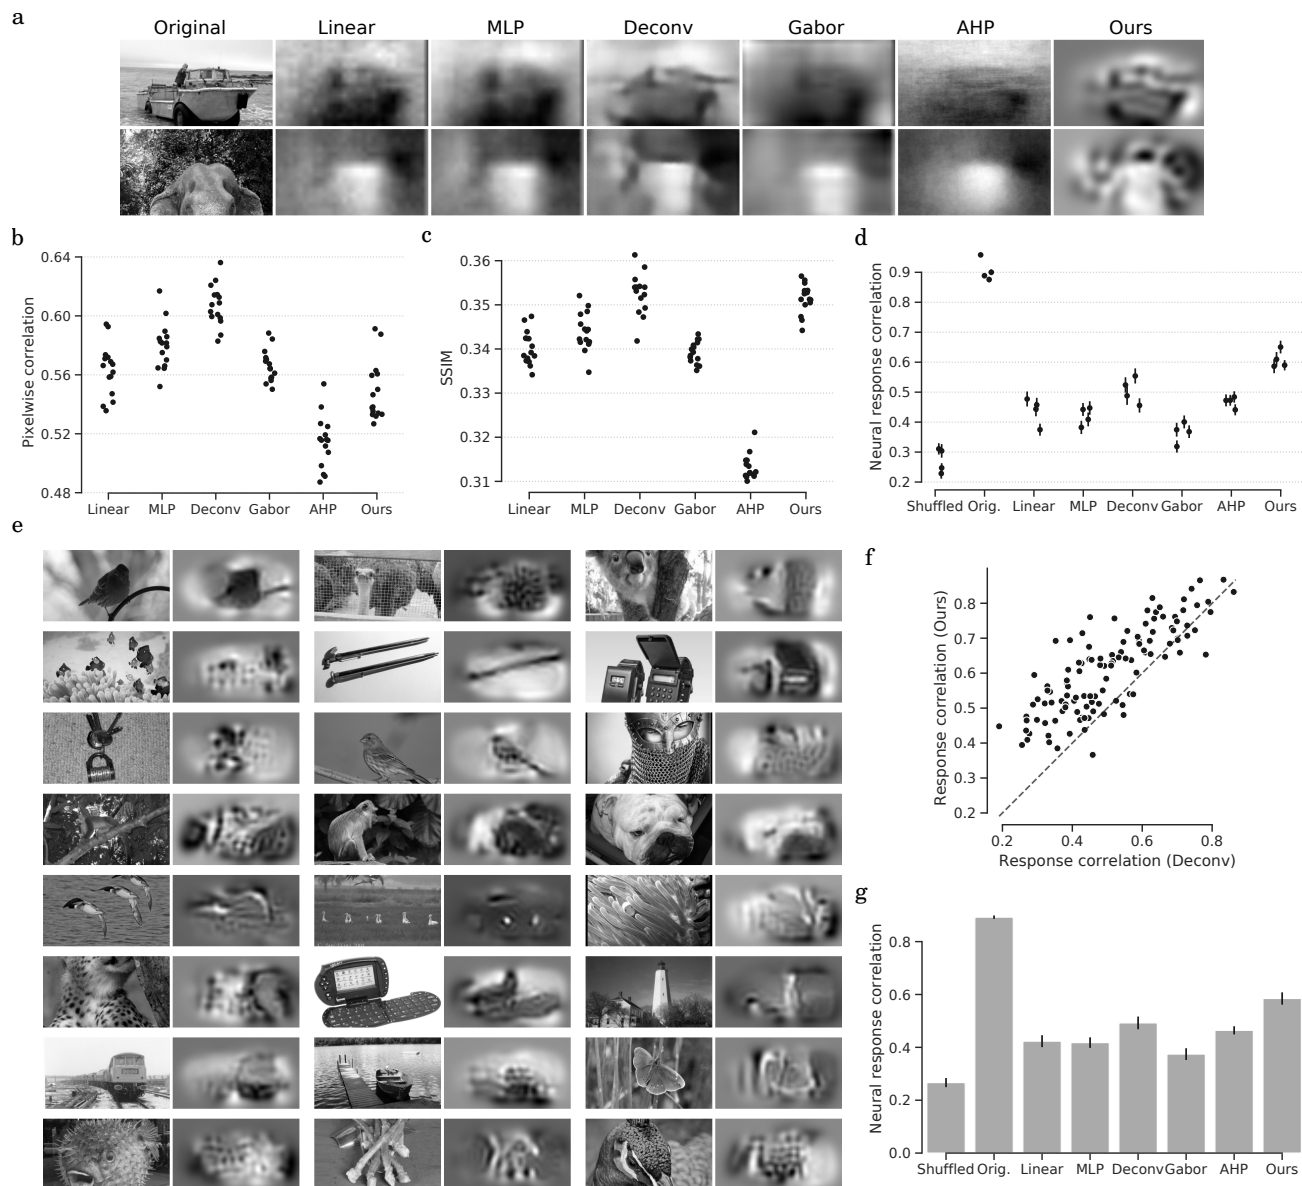 a
Original Linear MLP Deconv Gabor AHP Ours
b
Pixelwise correlation
0.64
0.60
0.56
0.52
0.48
Linear MLP Deconv Gabor AHP Ours
c
SSIM
0.36
0.35
0.34
0.33
0.32
0.31
Linear MLP Deconv Gabor AHP Ours
d
Neural response correlation
0.9
0.8
0.7
0.6
0.5
0.4
0.3
0.2
Shuffled Orig. Linear MLP Deconv Gabor AHP Ours
e
f
Response correlation (Ours)
0.8
0.7
0.6
0.5
0.4
0.3
0.2
0.2 0.4 0.6 0.8
Response correlation (Deconv)
g
Neural response correlation
0.8
0.6
0.4
0.2
0.0
Shuffled Orig. Linear MLP Deconv Gabor AHP Ours